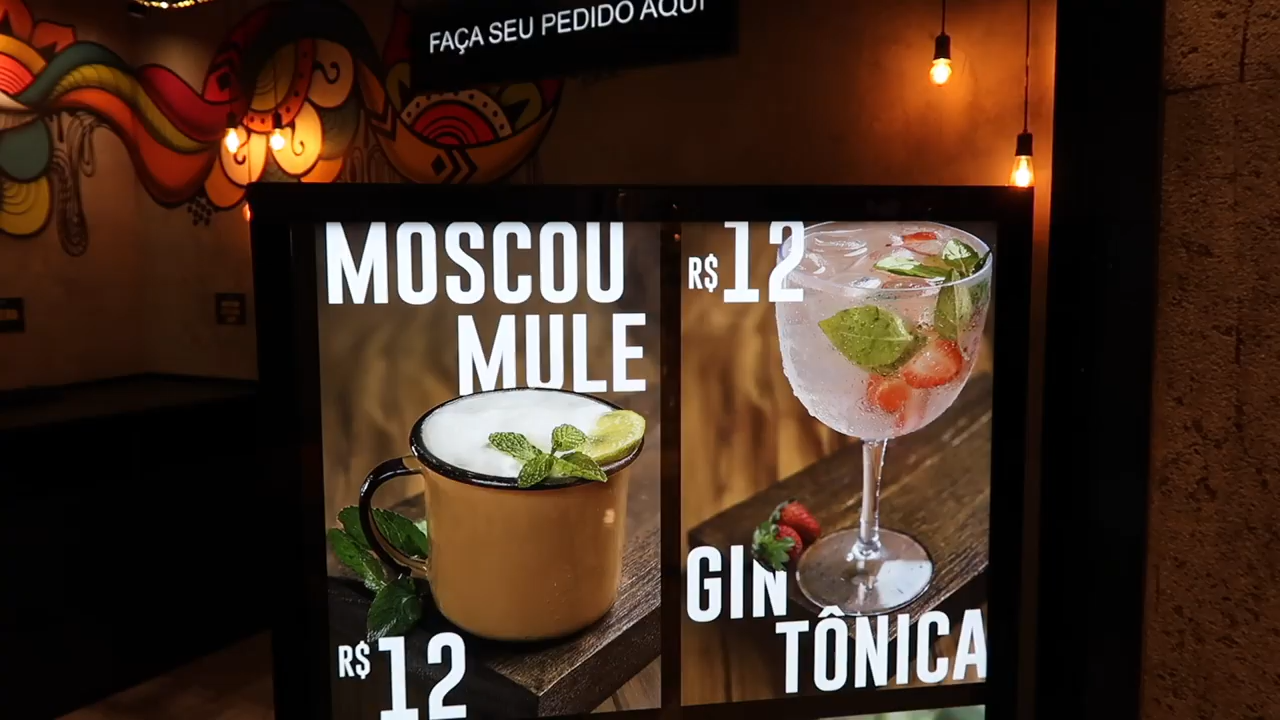 FAÇA SEU PEDIDO AQUI
MOSCOU
MULE
R$12
R$12
GIN
TÔNICA